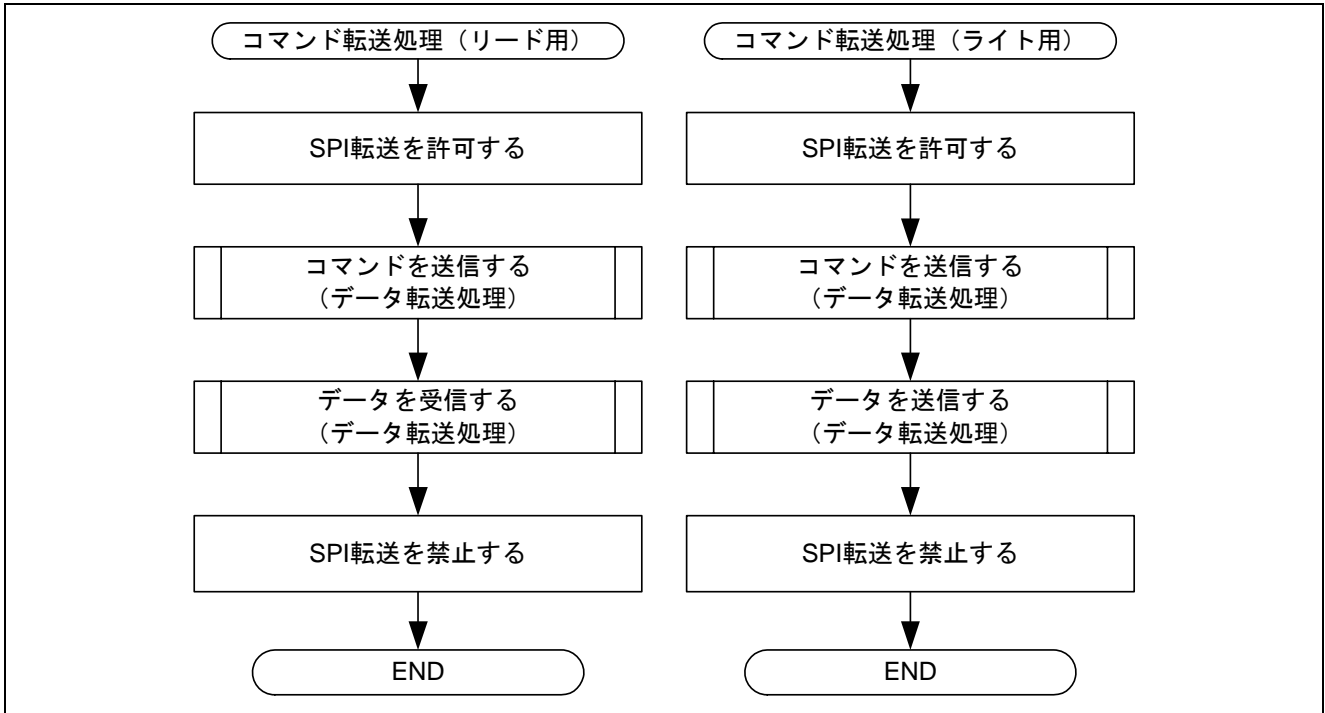 コマンド転送処理（リード用）
SPI転送を許可する
コマンドを送信する
（データ転送処理）
データを受信する
（データ転送処理）
SPI転送を禁止する
END
コマンド転送処理（ライト用）
SPI転送を許可する
コマンドを送信する
（データ転送処理）
データを送信する
（データ転送処理）
SPI転送を禁止する
END